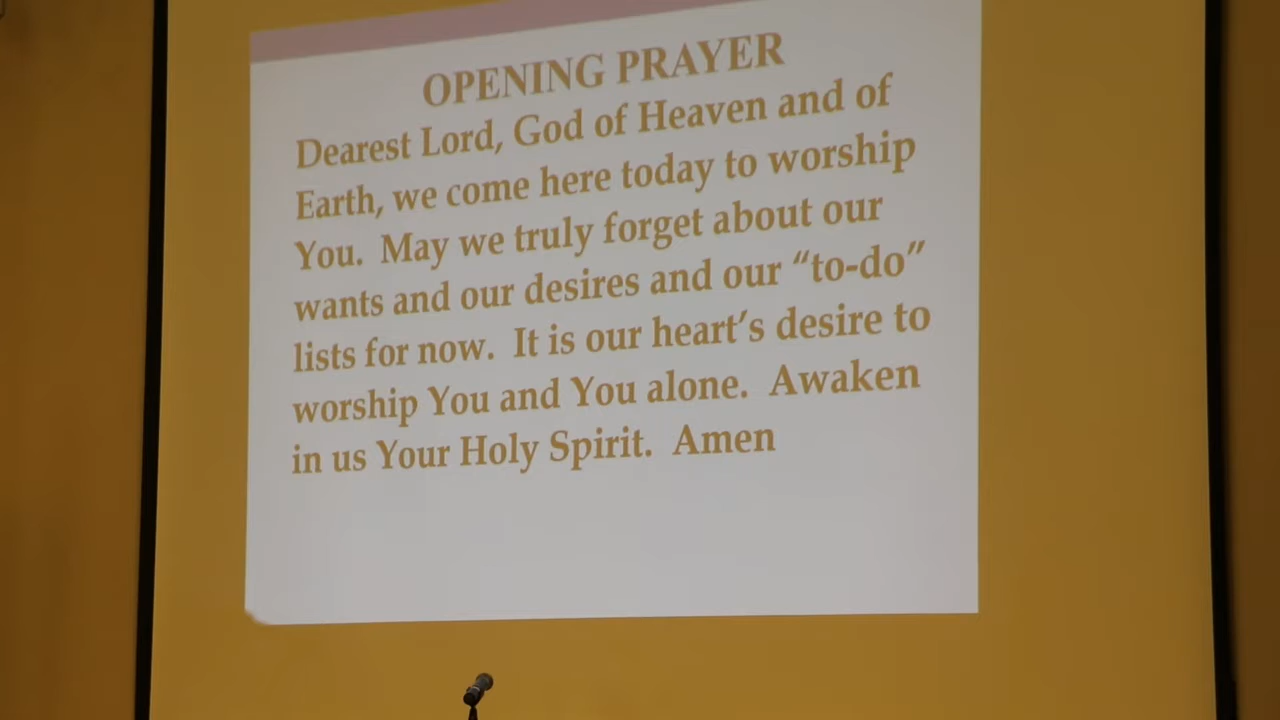 OPENING PRAYER
Dearest Lord, God of Heaven and of
Earth, we come here today to worship
You.  May we truly forget about our
wants and our desires and our “to-do”
lists for now.  It is our heart’s desire to
worship You and You alone.  Awaken
in us Your Holy Spirit.  Amen